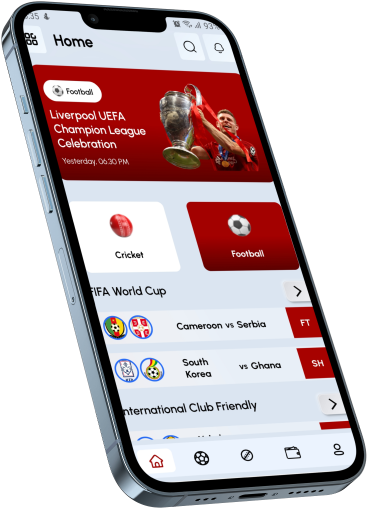 :35
93%
Home
Football
Liverpool UEFA
Champion League
Celebration
Yesterday, 06:30 PM
Cricket
Football
FIFA World Cup
Cameroon vs Serbia
FT
South
Korea
vs Ghana
SH
International Club Friendly